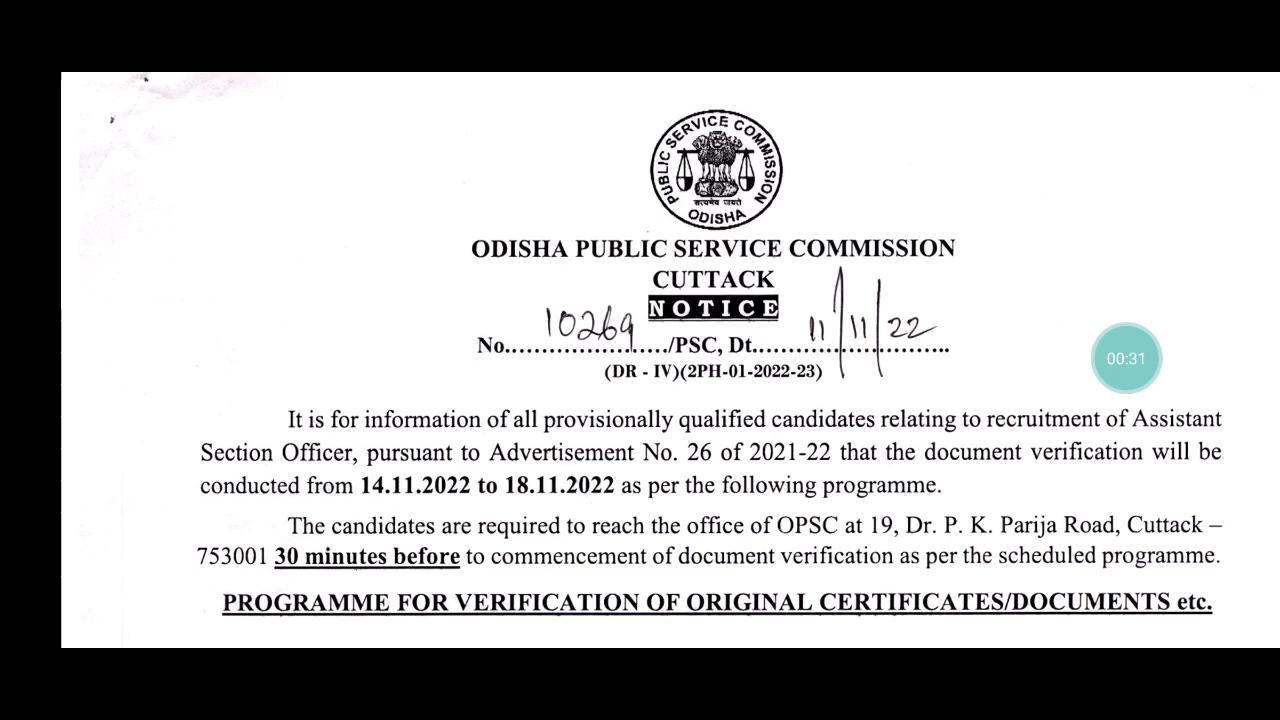 PUBLIC SERVICE COMMISSION
सत्यमेव जयते
ODISHA
ODISHA PUBLIC SERVICE COMMISSION
CUTTACK
NOTICE
No....10269..../PSC, Dt....11/11/22....
(DR - IV)(2PH-01-2022-23)
00:31
It is for information of all provisionally qualified candidates relating to recruitment of Assistant
Section Officer, pursuant to Advertisement No. 26 of 2021-22 that the document verification will be
conducted from 14.11.2022 to 18.11.2022 as per the following programme.
The candidates are required to reach the office of OPSC at 19, Dr. P. K. Parija Road, Cuttack –
753001 30 minutes before to commencement of document verification as per the scheduled programme.
PROGRAMME FOR VERIFICATION OF ORIGINAL CERTIFICATES/DOCUMENTS etc.